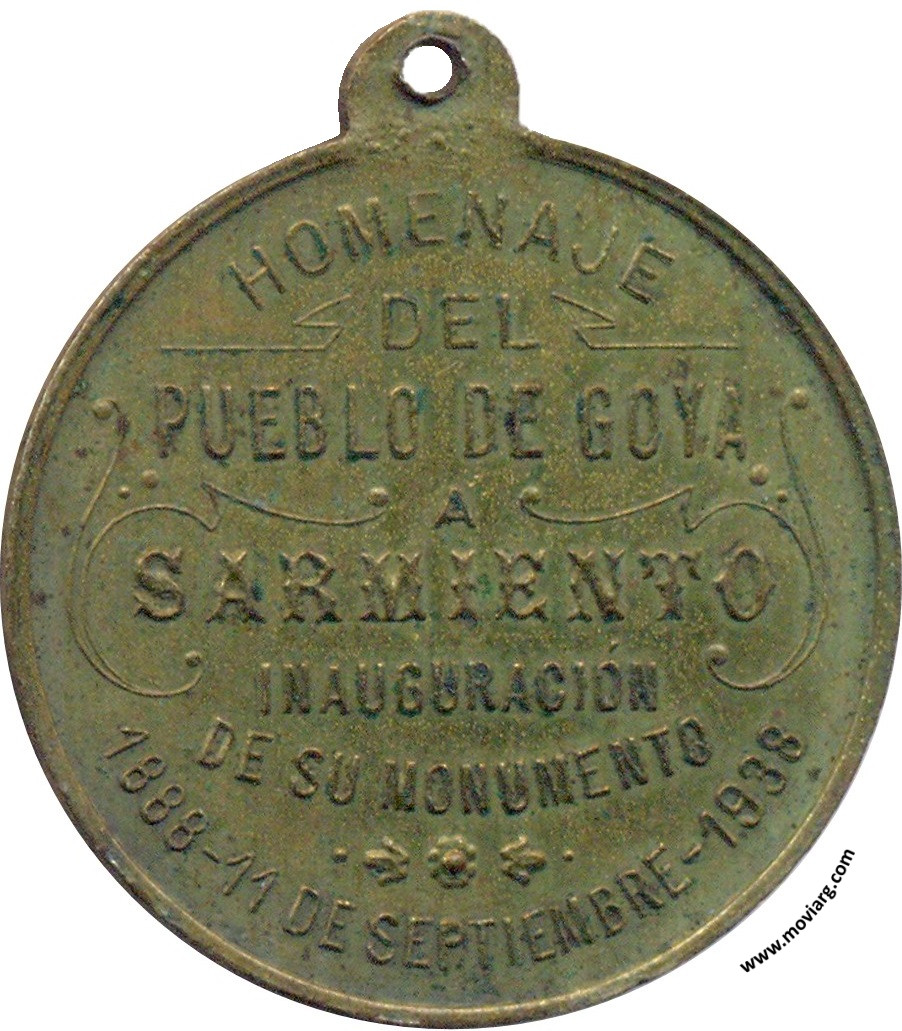 HOMENAJE
DEL
PUEBLO DE GOYA
A
SARMIENTO
INAUGURACIÓN
DE SU MONUMENTO
1888-11 DE SEPTIEMBRE-1938
www.moviarg.com